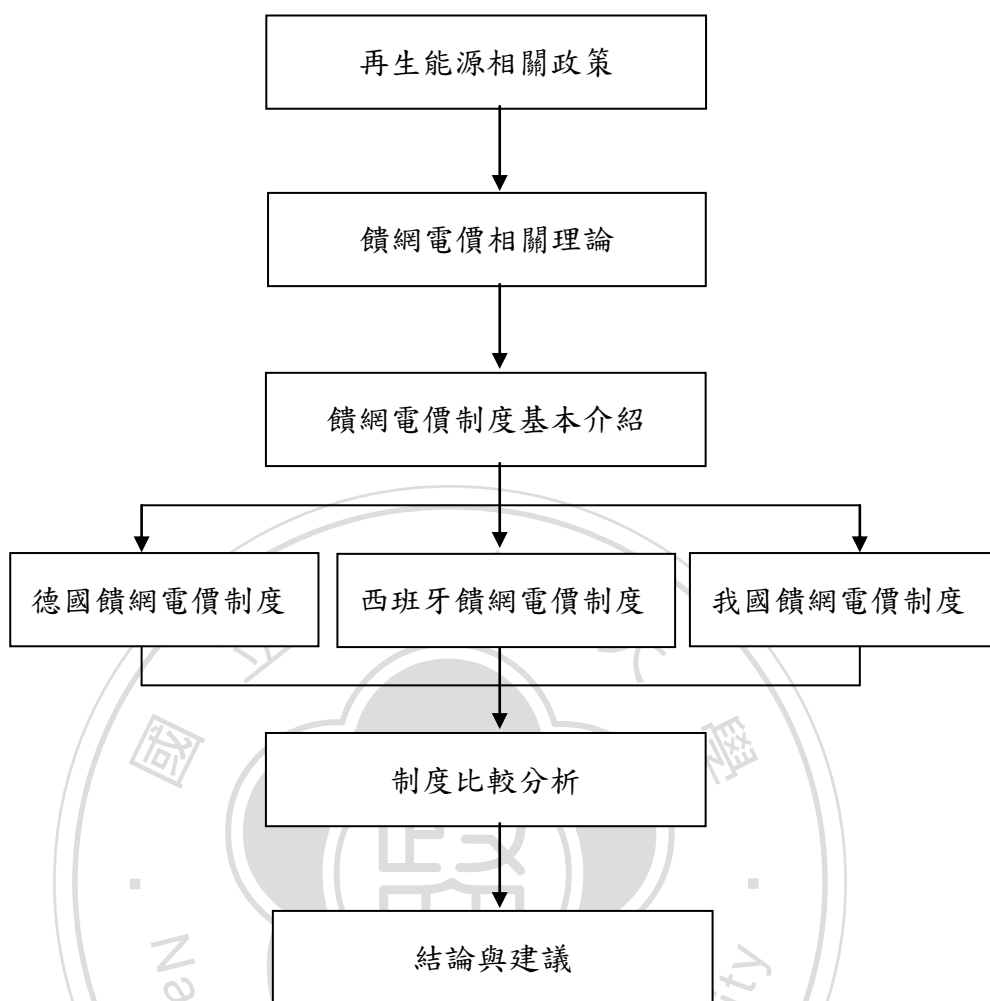 再生能源相關政策
饋網電價相關理論
饋網電價制度基本介紹
德國饋網電價制度
西班牙饋網電價制度
我國饋網電價制度
制度比較分析
結論與建議
國
立
學